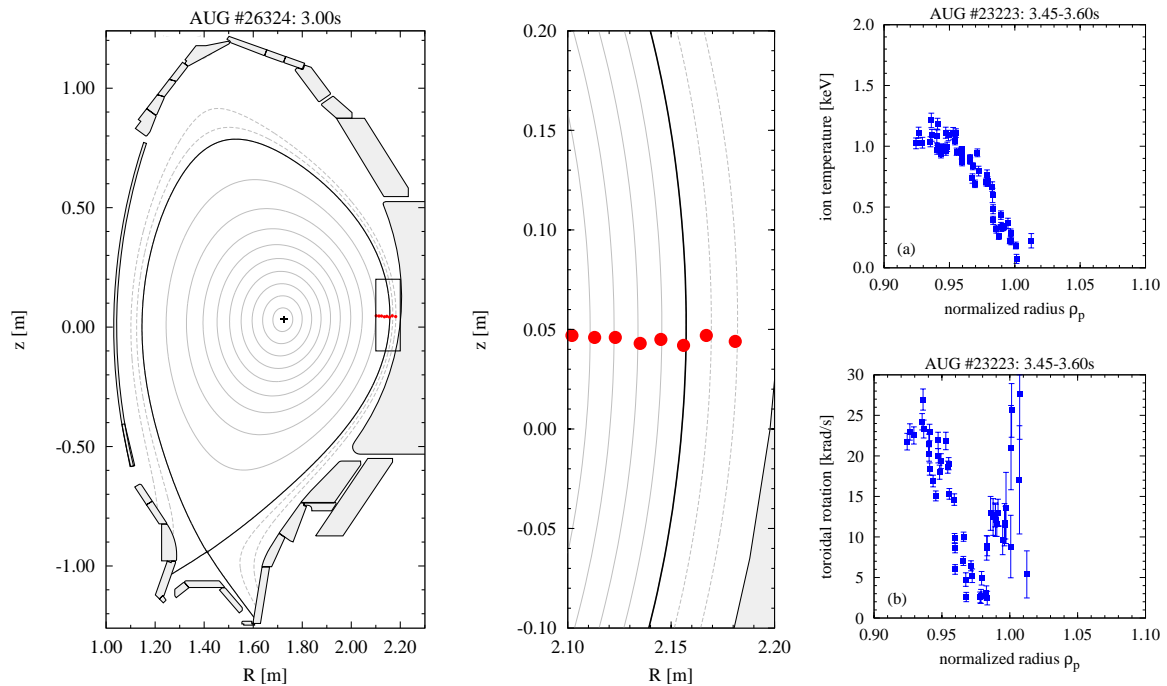 AUG #26324: 3.00s
1.00
0.50
0.00
-0.50
-1.00
z [m]
1.00 1.20 1.40 1.60 1.80 2.00 2.20
R [m]
0.20
0.15
0.10
0.05
0.00
-0.05
-0.10
z [m]
2.10 2.15 2.20
R [m]
AUG #23223: 3.45-3.60s
2.0
1.5
1.0
0.5
0.0
ion temperature [keV]
(a)
0.90 0.95 1.00 1.05 1.10
normalized radius ρp
AUG #23223: 3.45-3.60s
30
25
20
15
10
5
0
toroidal rotation [krad/s]
(b)
0.90 0.95 1.00 1.05 1.10
normalized radius ρp